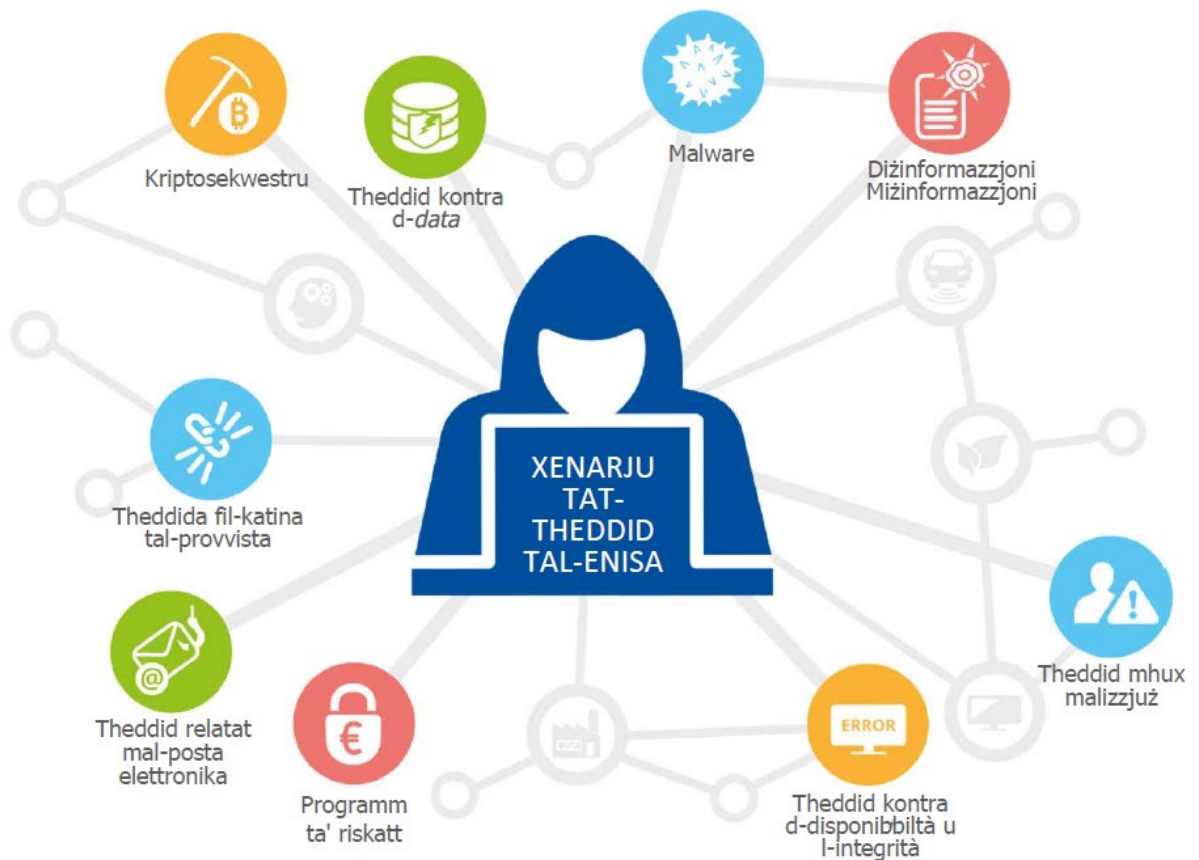 Kriptosekwestru
Theddid kontra
d-data
Malware
Diżinformazzjoni
Miżinformazzjoni
XENARJU
TAT-
THEDDID
TAL-ENISA
Theddida fil-katina
tal-provvista
@
Theddid relatat
mal-posta
elettronika
€
Programm
ta' riskatt
ERROR
Theddid kontra
d-disponibbiltà u
l-integrità
!
Theddid mhux
malizzjuż